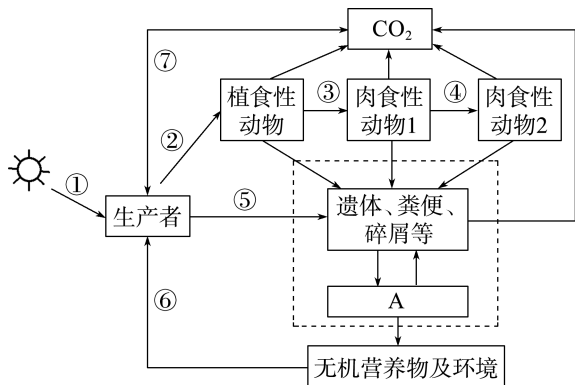 CO₂
⑦
植食性
动物
③
肉食性
动物1
④
肉食性
动物2
②
①
生产者
⑤
遗体、粪便、
碎屑等
A
⑥
无机营养物及环境